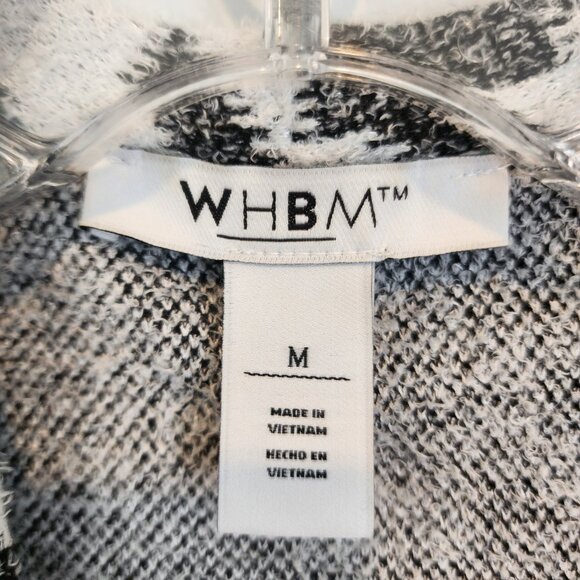 WHBM™
M
MADE IN
VIETNAM
HECHO EN
VIETNAM